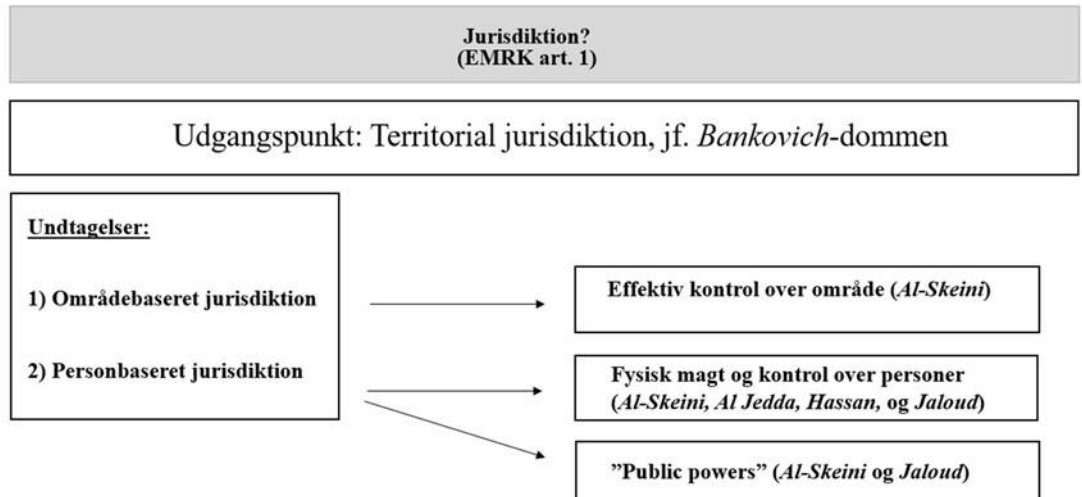 Jurisdiktion?
(EMRK art. 1)
Udgangspunkt: Territorial jurisdiktion, jf. Bankovich-dommen
Undtagelser:
1) Områdebaseret jurisdiktion
Effektiv kontrol over område (Al-Skeini)
2) Personbaseret jurisdiktion
Fysisk magt og kontrol over personer
(Al-Skeini, Al Jedda, Hassan, og Jaloud)
”Public powers” (Al-Skeini og Jaloud)